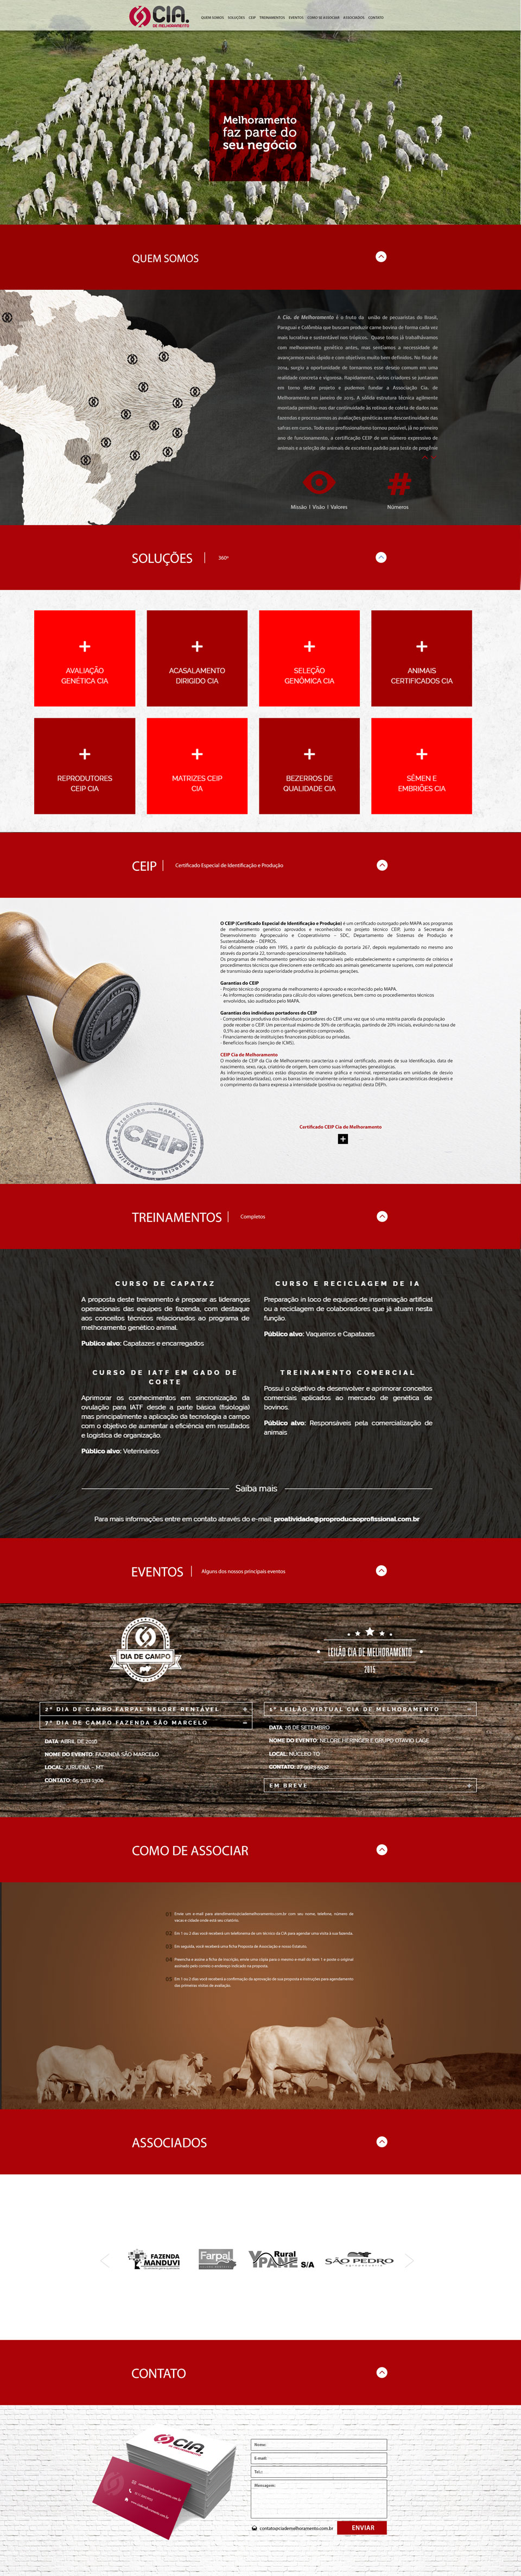 CIA.
DE MELHORAMENTO
QUEM SOMOS SOLUÇÕES CEIP TREINAMENTOS EVENTOS COMO SE ASSOCIAR ASSOCIADOS CONTATO
Melhoramento
faz parte do
seu negócio
QUEM SOMOS
A Cia. de Melhoramento é o fruto da união de pecuaristas do Brasil,
Paraguai e Colômbia que buscam produzir carne bovina de forma cada vez
mais lucrativa e sustentável nos trópicos. Quase todos já trabalhávamos
com melhoramento genético antes, mas sentíamos a necessidade de
avançarmos mais rápido e com objetivos muito bem definidos. No final de
2014, surgiu a oportunidade de tornarmos esse desejo comum em uma
realidade concreta e vigorosa. Rapidamente, vários criadores se juntaram
em torno deste projeto e pudemos fundar a Associação Cia. de
Melhoramento em janeiro de 2015. A sólida estrutura técnica agilmente
montada permitiu-nos dar continuidade às rotinas de coleta de dados nas
fazendas e processarmos as avaliações genéticas sem descontinuidade das
safras em curso. Todo esse profissionalismo tornou possível, já no primeiro
ano de funcionamento, a certificação CEIP de um número expressivo de
animais e a seleção de animais de excelente padrão para teste de progênie
Missão | Visão | Valores
#
Números
SOLUÇÕES | 360º
+ AVALIAÇÃO
GENÉTICA CIA
+ ACASALAMENTO
DIRIGIDO CIA
+ SELEÇÃO
GENÔMICA CIA
+ ANIMAIS
CERTIFICADOS CIA
+ REPRODUTORES
CEIP CIA
+ MATRIZES CEIP
CIA
+ BEZERROS DE
QUALIDADE CIA
+ SÊMEN E
EMBRIÕES CIA
CEIP | Certificado Especial de Identificação e Produção
O CEIP (Certificado Especial de Identificação e Produção) é um certificado outorgado pelo MAPA aos programas
de melhoramento genético aprovados e reconhecidos no projeto técnico CEIP, junto a Secretaria de
Desenvolvimento Agropecuário e Cooperativismo – SDC, Departamento de Sistemas de Produção e
Sustentabilidade – DEPROS.
Foi oficialmente criado em 1995, a partir da publicação da portaria 267, depois regulamentado no mesmo ano
através da portaria 22, tornando operacionalmente habilitado.
Os programas de melhoramento genético são responsáveis pelo estabelecimento e cumprimento de critérios e
procedimentos técnicos que direcionem este certificado aos animais geneticamente superiores, com real potencial
de transmissão desta superioridade produtiva às próximas gerações.
Garantias do CEIP
- Projeto técnico do programa de melhoramento é aprovado e reconhecido pelo MAPA.
- As informações consideradas para cálculo dos valores genéticos, bem como os procedimentos técnicos
envolvidos, são auditados pelo MAPA.
Garantias dos indivíduos portadores do CEIP
- Competência produtiva dos indivíduos portadores do CEIP, uma vez que só uma restrita parcela da população
pode receber o CEIP. Um percentual máximo de 30% de certificação, partindo de 20% iniciais, evoluindo na taxa de
0,5% ao ano de acordo com o ganho genético comprovado.
- Financiamento de instituições financeiras públicas ou privadas.
- Benefícios fiscais (isenção de ICMS).
CEIP Cia de Melhoramento
O modelo de CEIP da Cia de Melhoramento caracteriza o animal certificado, através de sua Identificação, data de
nascimento, sexo, raça, criatório de origem, bem como suas informações genealógicas.
As informações genéticas estão dispostas de maneira gráfica e nominal, representadas em unidades de desvio
padrão (estandartizadas), com as barras intencionalmente orientadas para a direita para características desejáveis e
o comprimento da barra expressa a intensidade (positiva ou negativa) desta DEPs.
CEIP
Certificado CEIP Cia de Melhoramento
+
TREINAMENTOS | Completos
CURSO DE CAPATAZ
A proposta deste treinamento é preparar as lideranças
operacionais das equipes de fazenda, com destaque
aos conceitos técnicos relacionados ao programa de
melhoramento genético animal.
Publico alvo: Capatazes e encarregados
CURSO E RECICLAGEM DE IA
Preparação in loco de equipes de inseminação artificial
ou a reciclagem de colaboradores que já atuam nesta
função.
Público alvo: Vaqueiros e Capatazes
CURSO DE IATF EM GADO DE
CORTE
Aprimorar os conhecimentos em sincronização da
ovulação para IATF desde a parte básica (fisiologia)
mas principalmente a aplicação da tecnologia a campo
com o objetivo de aumentar a eficiência em resultados
e logística de organização.
Público alvo: Veterinários
TREINAMENTO COMERCIAL
Possui o objetivo de desenvolver e aprimorar conceitos
comerciais aplicados ao mercado de genética de
bovinos.
Público alvo: Responsáveis pela comercialização de
animais
Saiba mais
Para mais informações entre em contato através do e-mail: proatividade@proproducaoprofissional.com.br
EVENTOS | Alguns dos nossos principais eventos
DIA DE CAMPO
LEILÃO CIA DE MELHORAMENTO
2016
2º DIA DE CAMPO FARPAL NELORE RENTÁVEL +
7º DIA DE CAMPO FAZENDA SÃO MARCELO –
DATA: ABRIL DE 2016
NOME DO EVENTO: FAZENDA SÃO MARCELO
LOCAL: JURUENA – MT
CONTATO: 65 3311 1300
1º LEILÃO VIRTUAL CIA DE MELHORAMENTO –
DATA: 26 DE SETEMBRO
NOME DO EVENTO: NELORE HERINGER E GRUPO OTAVIO LAGE
LOCAL: NÚCLEO TO
EM BREVE +
COMO DE ASSOCIAR
01 Envie um e-mail para atendimento@ciademelhoramento.com.br com seu nome, telefone, número de
vacas e cidade onde está seu criatório.
02 Em 1 ou 2 dias você receberá um telefonema de um técnico da CIA para agendar uma visita à sua fazenda.
03 Em seguida, você receberá uma ficha Proposta de Associação e nosso Estatuto.
04 Preencha e assine a ficha de inscrição, envie uma cópia para o mesmo e-mail do item 1 e poste o original
assinado pelo correio o endereço indicado na proposta.
05 Em 1 ou 2 dias você receberá a confirmação da aprovação de sua proposta e instruções para agendamento
das primeiras visitas de avaliação.
ASSOCIADOS
FAZENDA
MANDUVI
Farpal
Rural
YPANE S/A
SÃO PEDRO
CONTATO
CIA.
Nome:
E-mail:
Tel.:
Mensagem:
contato@ciademelhoramento.com.br
ENVIAR